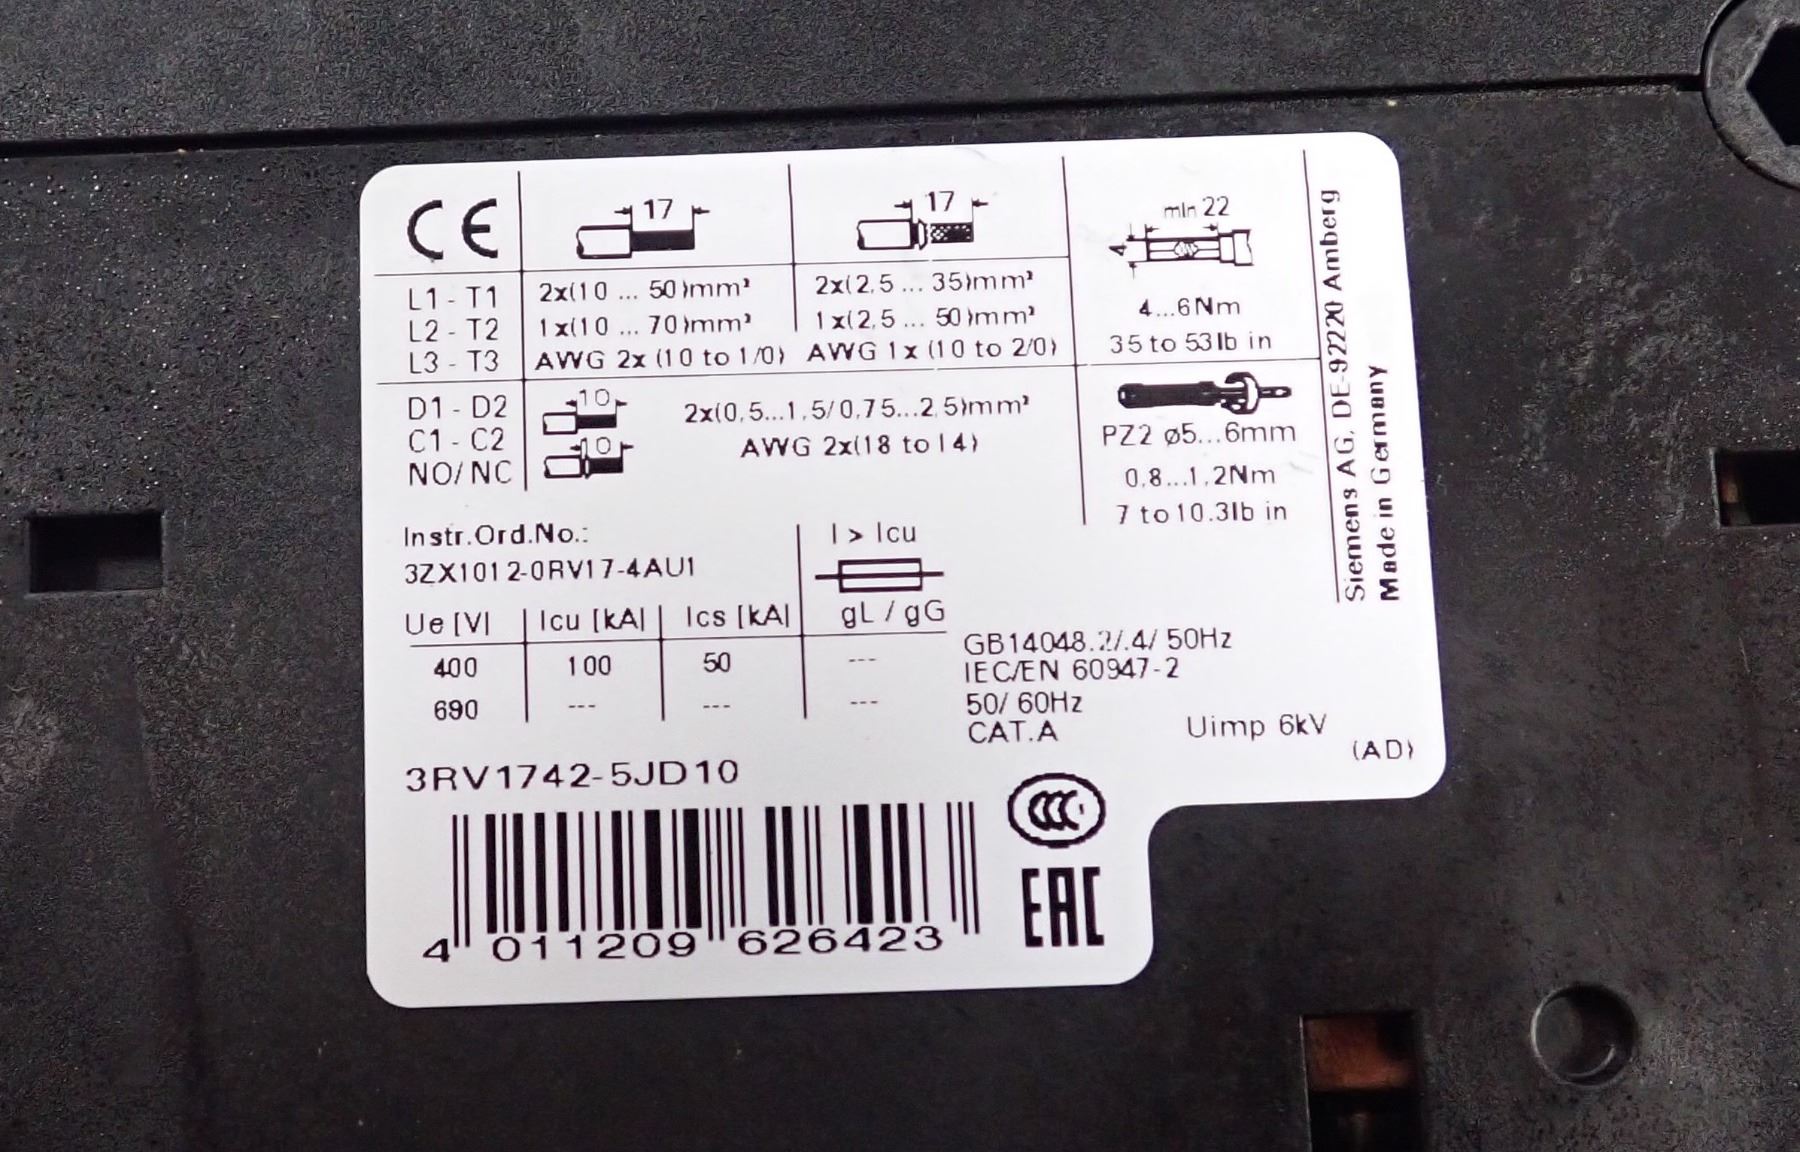 CE
17
17
min 22
4
L1 - T1
L2 - T2
L3 - T3
2x(10 ... 50)mm²
1x(10 ... 70)mm²
AWG 2x (10 to 1/0)
2x(2,5 ... 35)mm²
1x(2,5 ... 50)mm²
AWG 1x (10 to 2/0)
4...6Nm
35 to 53lb in
D1 - D2
C1 - C2
NO/NC
10
10
2x(0,5...1,5/0,75...2,5)mm²
AWG 2x(18 to 14)
PZ2 ø5...6mm
0,8...1,2Nm
7 to 10.3lb in
Siemens AG, DE-92220 Amberg
Made in Germany
Instr.Ord.No.:
3ZX1012-0RV17-4AU1
I > Icu
gL / gG
Ue [V] Icu [kA] Ics [kA]
400 100 50 ---
690 --- --- ---
GB14048.2/.4/ 50Hz
IEC/EN 60947-2
50/ 60Hz
CAT.A
Uimp 6kV
(AD)
3RV1742-5JD10
CCC
EAC
4 011209 626423